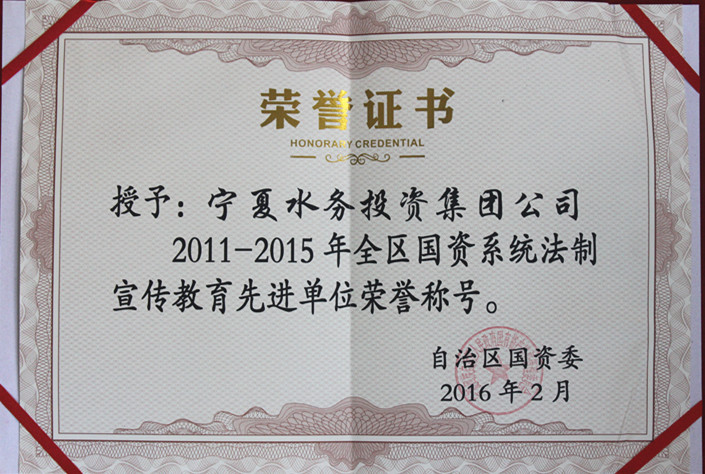 荣誉证书
HONORARY CREDENTIAL
授予：宁夏水务投资集团公司
2011-2015年全区国资系统法制
宣传教育先进单位荣誉称号。
自治区国资委
2016年2月